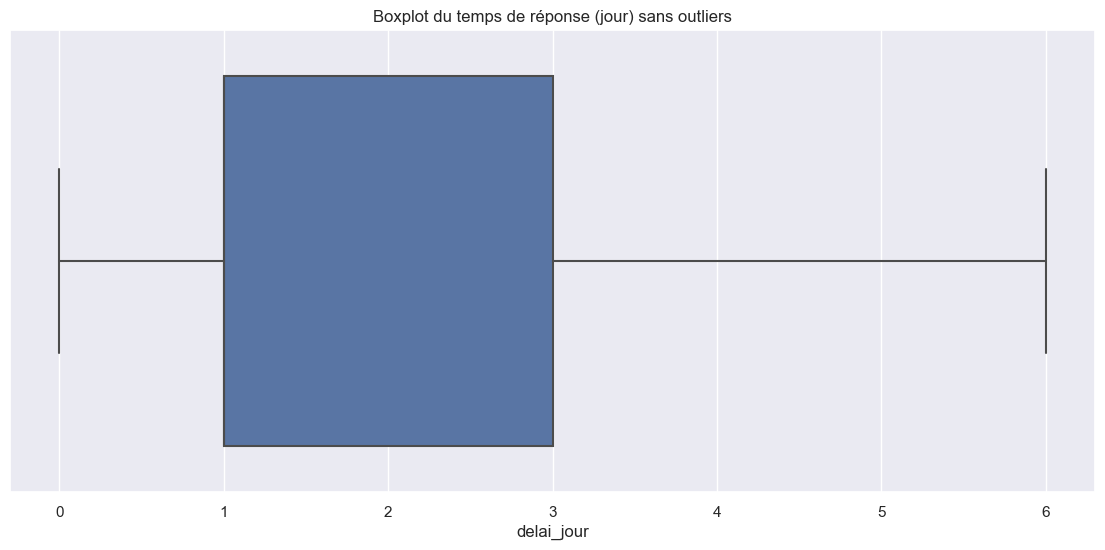 Boxplot du temps de réponse (jour) sans outliers
0 1 2 3 4 5 6
delai_jour